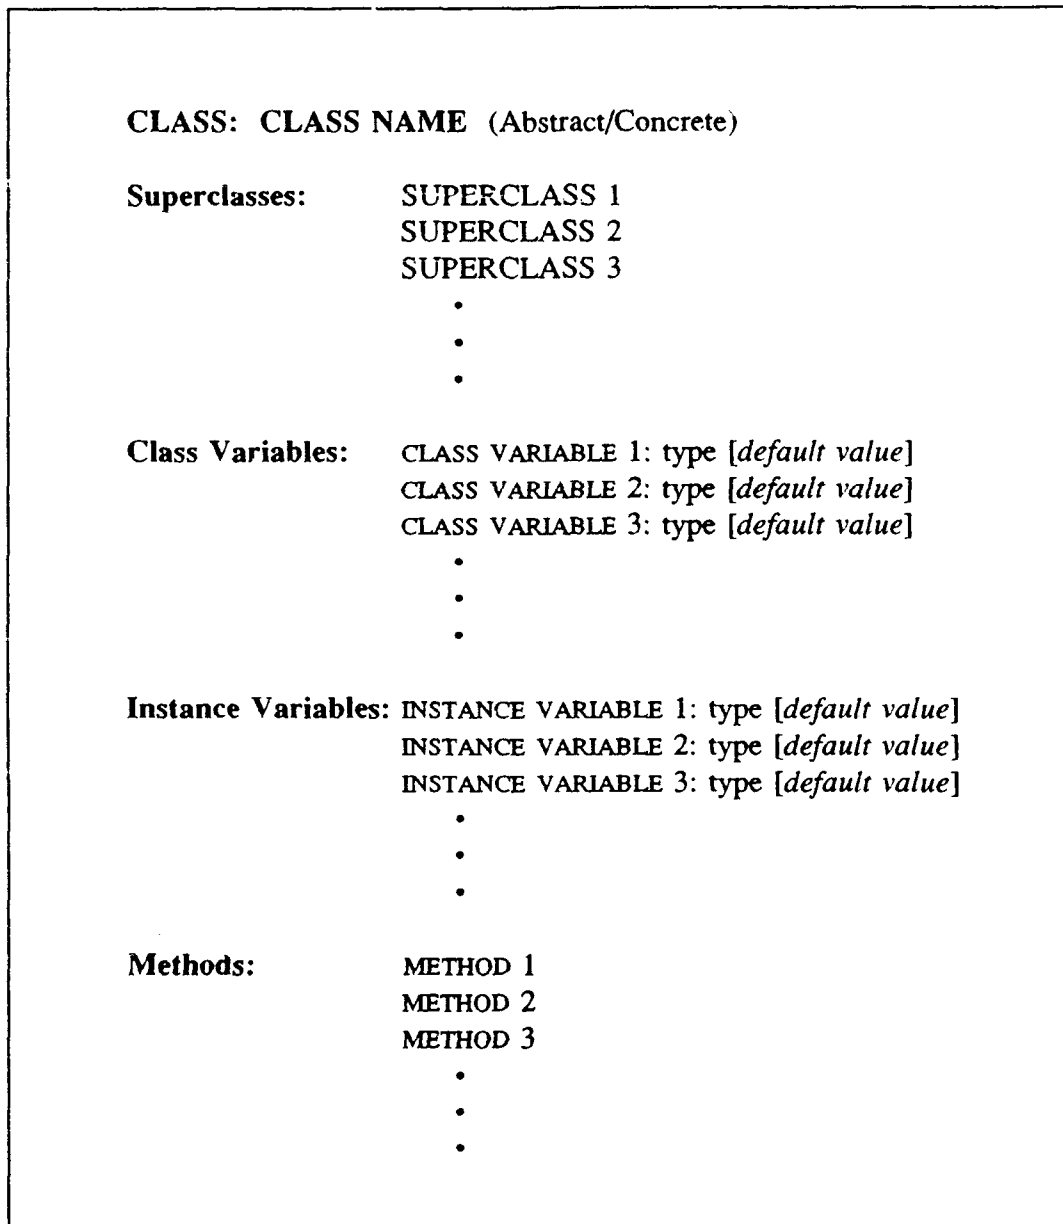 CLASS: CLASS NAME (Abstract/Concrete)
Superclasses: SUPERCLASS 1
SUPERCLASS 2
SUPERCLASS 3
•
•
•
Class Variables: CLASS VARIABLE 1: type [default value]
CLASS VARIABLE 2: type [default value]
CLASS VARIABLE 3: type [default value]
•
•
•
Instance Variables: INSTANCE VARIABLE 1: type [default value]
INSTANCE VARIABLE 2: type [default value]
INSTANCE VARIABLE 3: type [default value]
•
•
•
Methods: METHOD 1
METHOD 2
METHOD 3
•
•
•